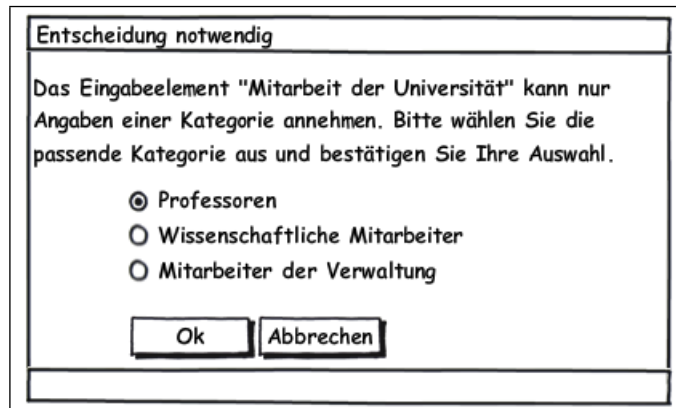 Entscheidung notwendig
Das Eingabeelement "Mitarbeit der Universität" kann nur
Angaben einer Kategorie annehmen. Bitte wählen Sie die
passende Kategorie aus und bestätigen Sie Ihre Auswahl.
Professoren
Wissenschaftliche Mitarbeiter
Mitarbeiter der Verwaltung
Ok Abbrechen